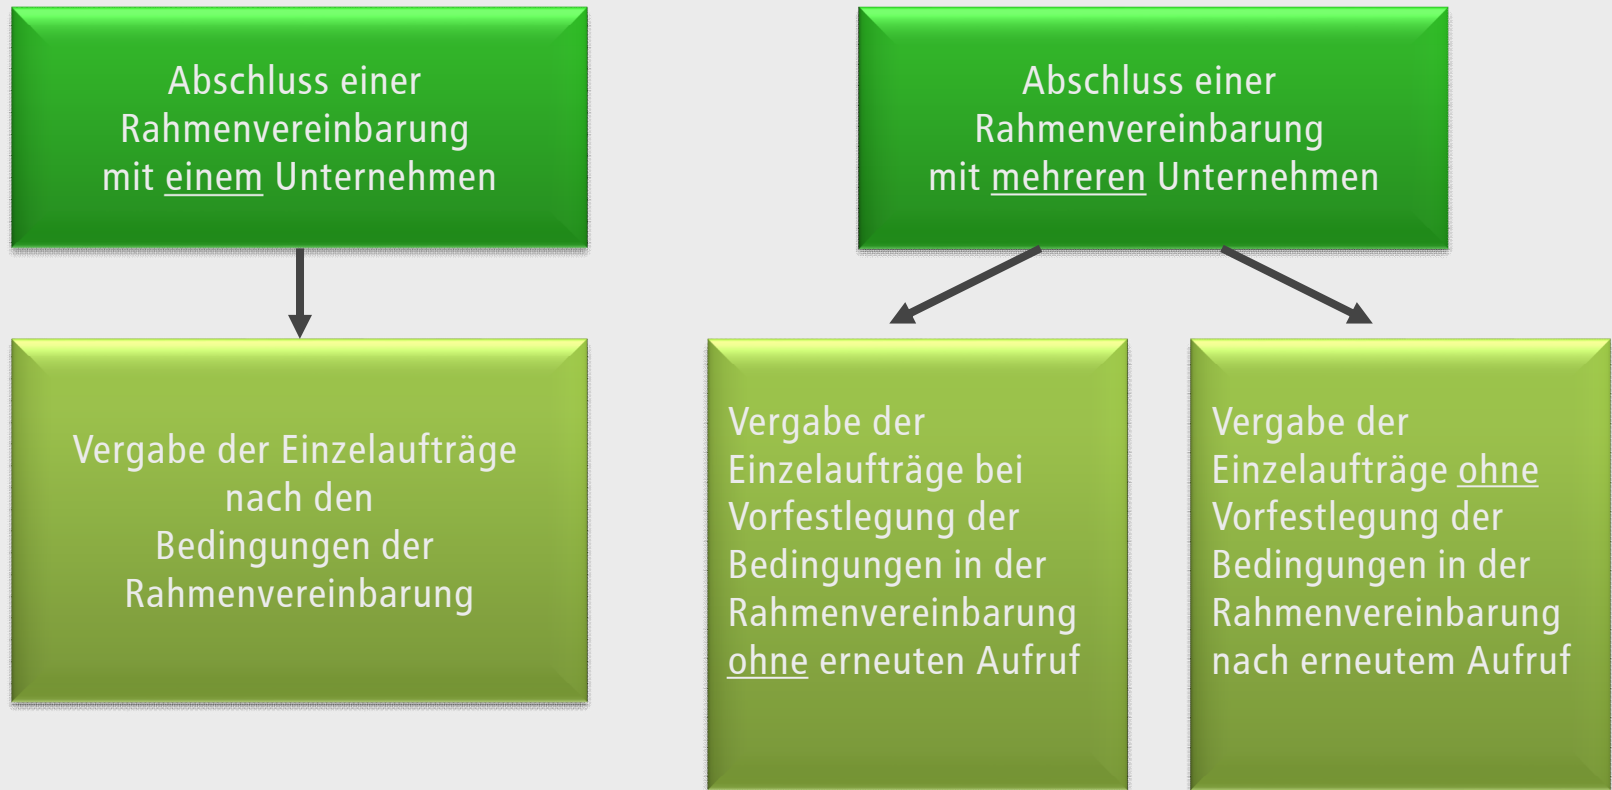 Abschluss einer
Rahmenvereinbarung
mit einem Unternehmen
Abschluss einer
Rahmenvereinbarung
mit mehreren Unternehmen
Vergabe der Einzelaufträge
nach den
Bedingungen der
Rahmenvereinbarung
Vergabe der
Einzelaufträge bei
Vorfestlegung der
Bedingungen in der
Rahmenvereinbarung
ohne erneuten Aufruf
Vergabe der
Einzelaufträge ohne
Vorfestlegung der
Bedingungen in der
Rahmenvereinbarung
nach erneutem Aufruf